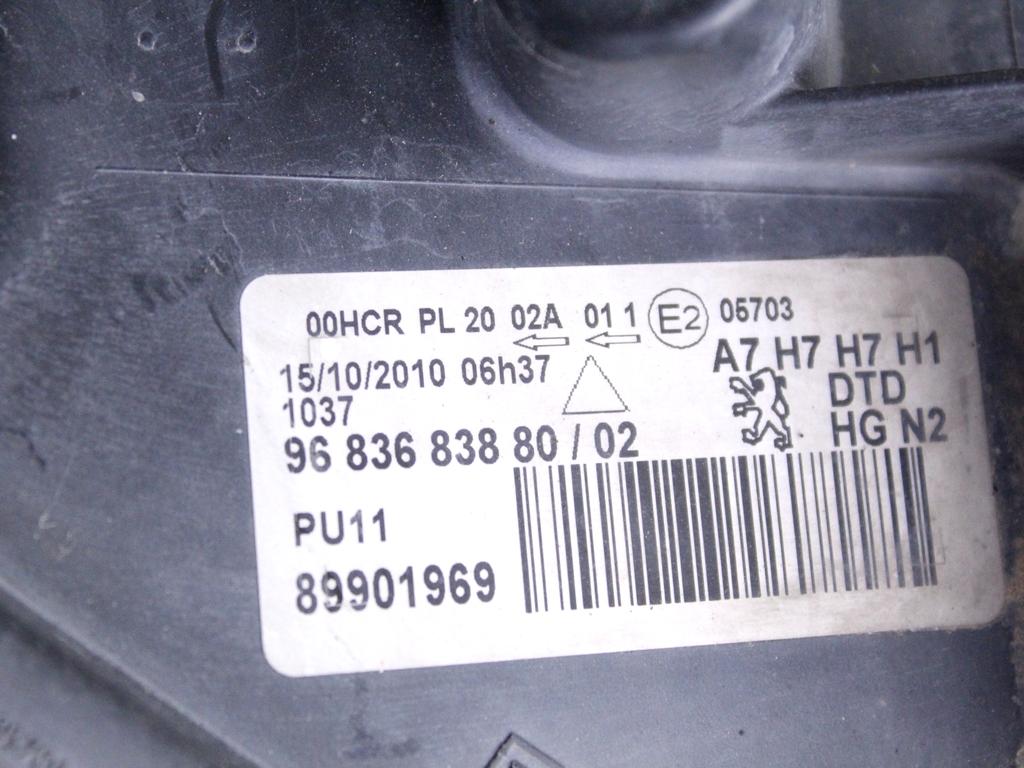 00HCR PL 20 02A 01 1 E2 05703
A7 H7 H7 H1
15/10/2010 06h37
DTD
1037
HG N2
96 836 838 80 / 02
PU11
89901969